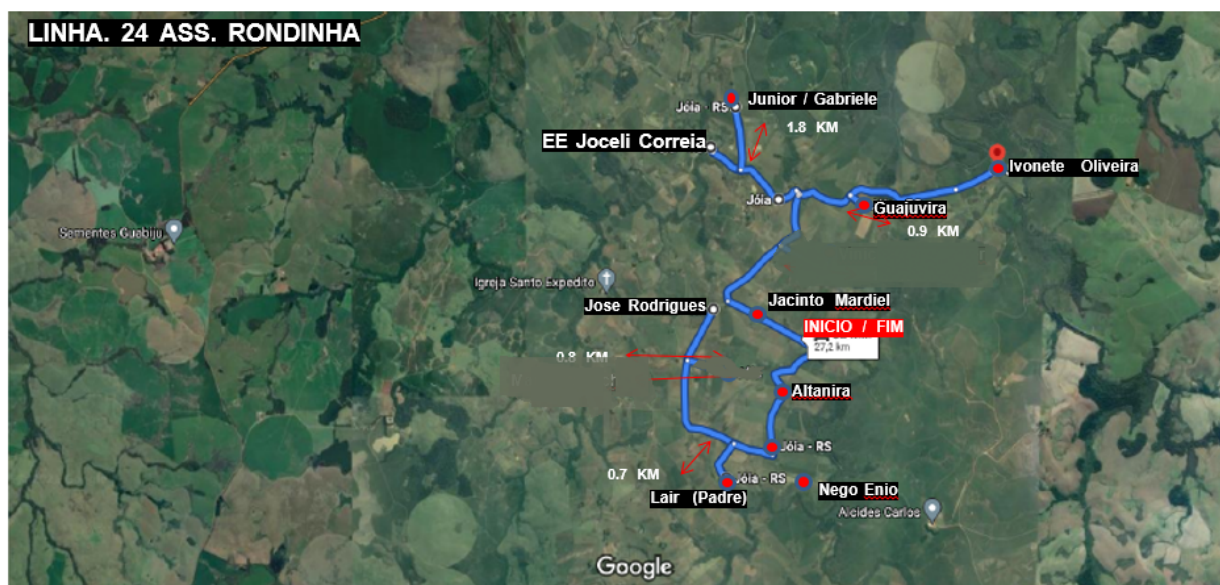 LINHA. 24 ASS. RONDINHA
Jóia - RS
Junior / Gabriele
1.8 KM
EE Joceli Correia
Ivonete Oliveira
Jóia
Guajuvira
0.9 KM
Sementes Guabiju
Igreja Santo Expedito
Jose Rodrigues
Jacinto Mardiel
INICIO / FIM
27,2 km
0.8 KM
Altanira
Jóia - RS
0.7 KM
Jóia - RS
Lair (Padre)
Nego Enio
Alcides Carlos
Google